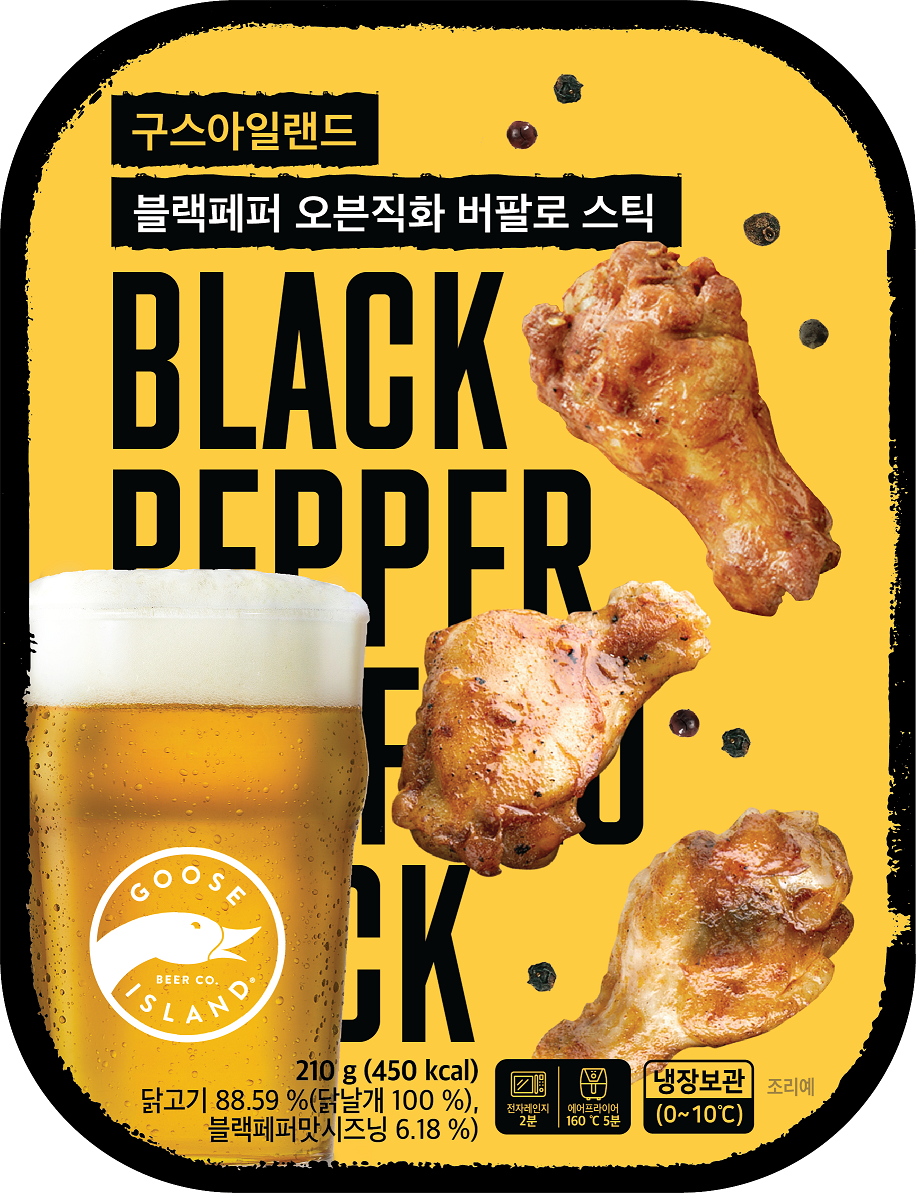 구스아일랜드
블랙페퍼 오븐직화 버팔로 스틱
BLACK
PEPPER
CK
GOOSE
BEER CO.
ISLAND®
210 g (450 kcal)
닭고기 88.59 %(닭날개 100 %),
블랙페퍼맛시즈닝 6.18 %)
전자레인지
2분
에어프라이어
160 ℃ 5분
냉장보관
(0~10℃)
조리예